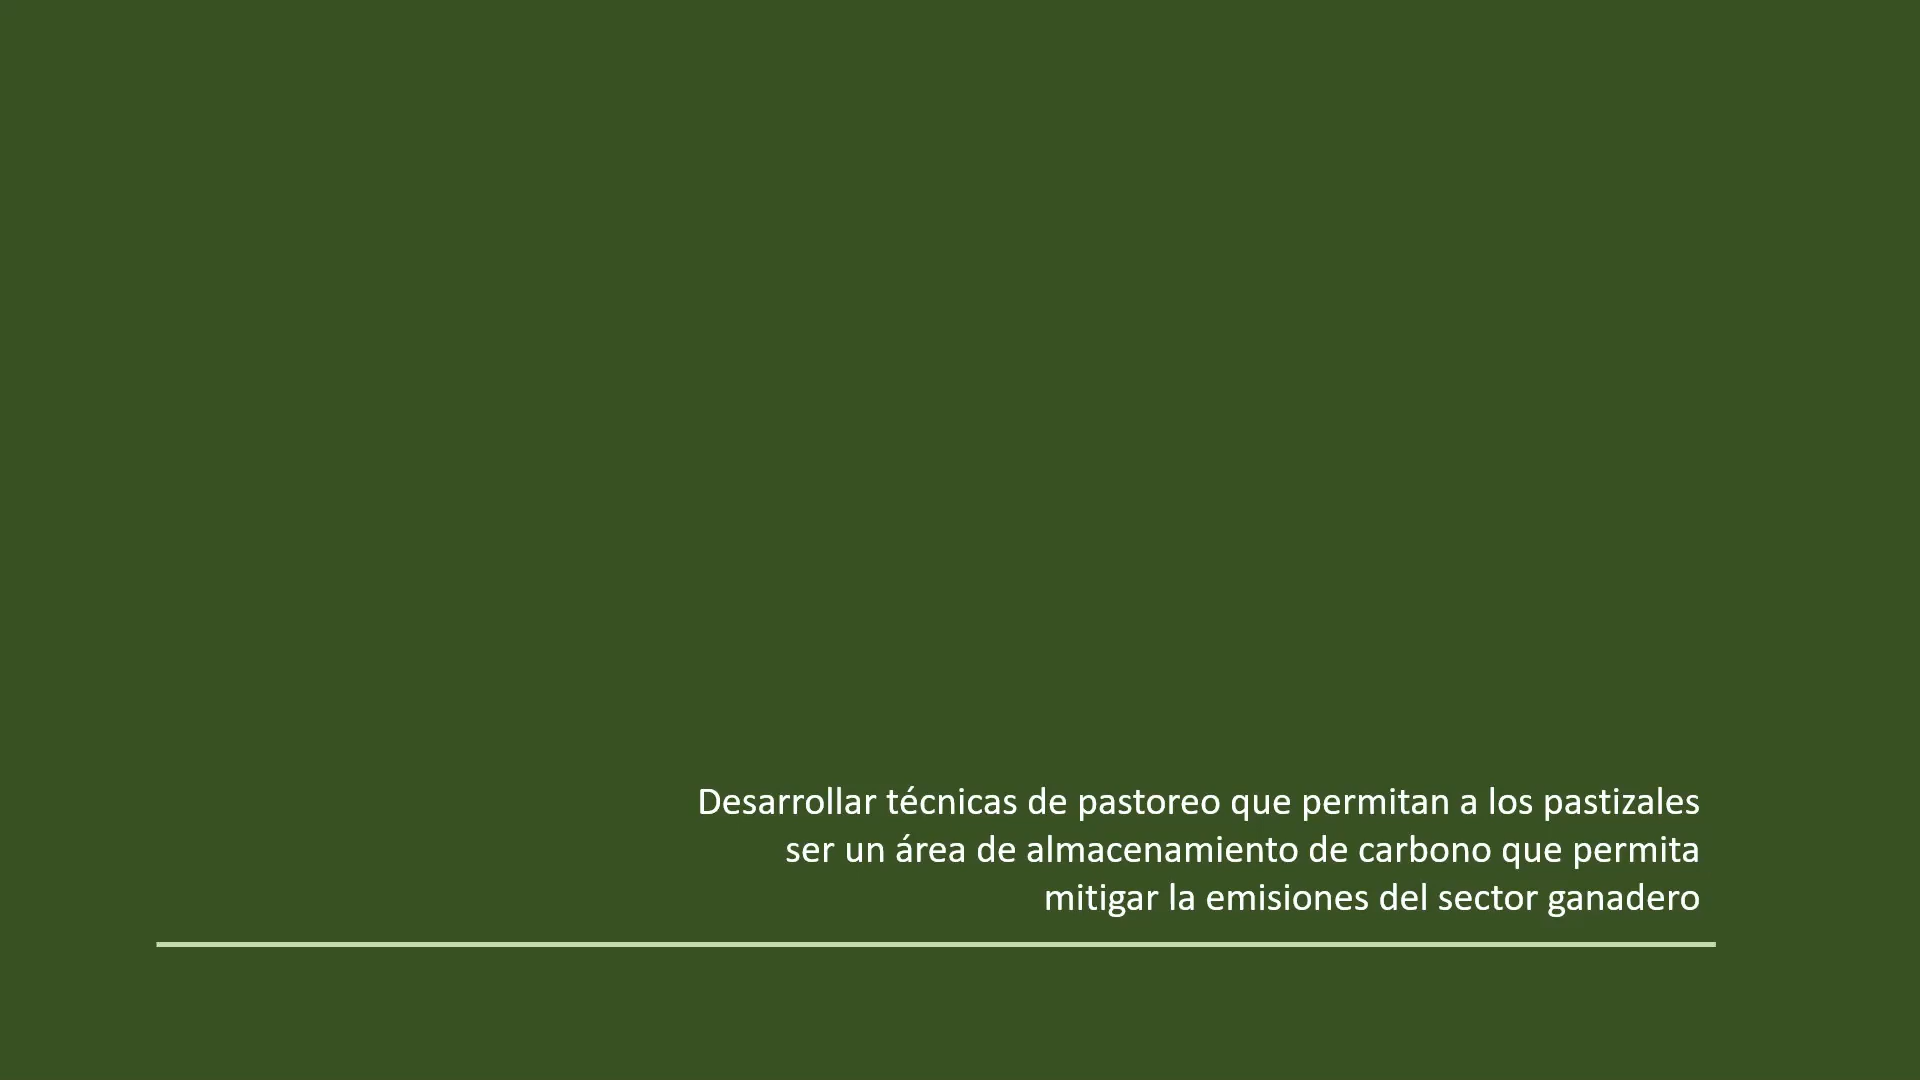 Desarrollar técnicas de pastoreo que permitan a los pastizales
ser un área de almacenamiento de carbono que permita
mitigar la emisiones del sector ganadero